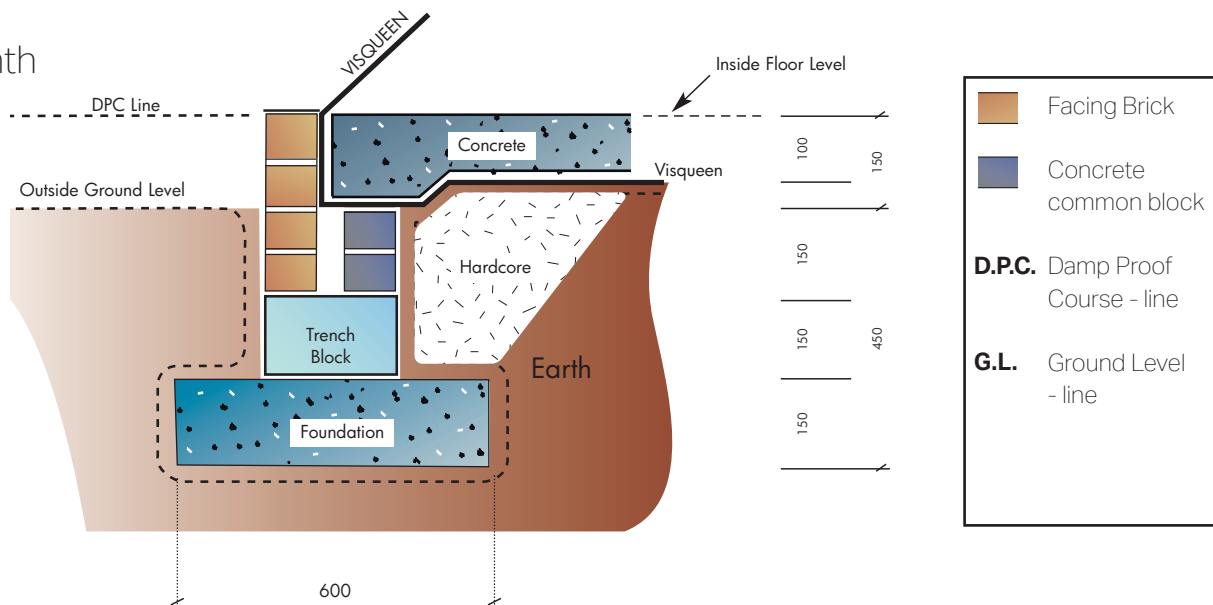 VISQUEEN
DPC Line
Inside Floor Level
Concrete
Visqueen
Outside Ground Level
Hardcore
Trench
Block
Earth
Foundation
600
100
150
150
150
450
150
Facing Brick
Concrete
common block
D.P.C. Damp Proof
Course - line
G.L. Ground Level
- line